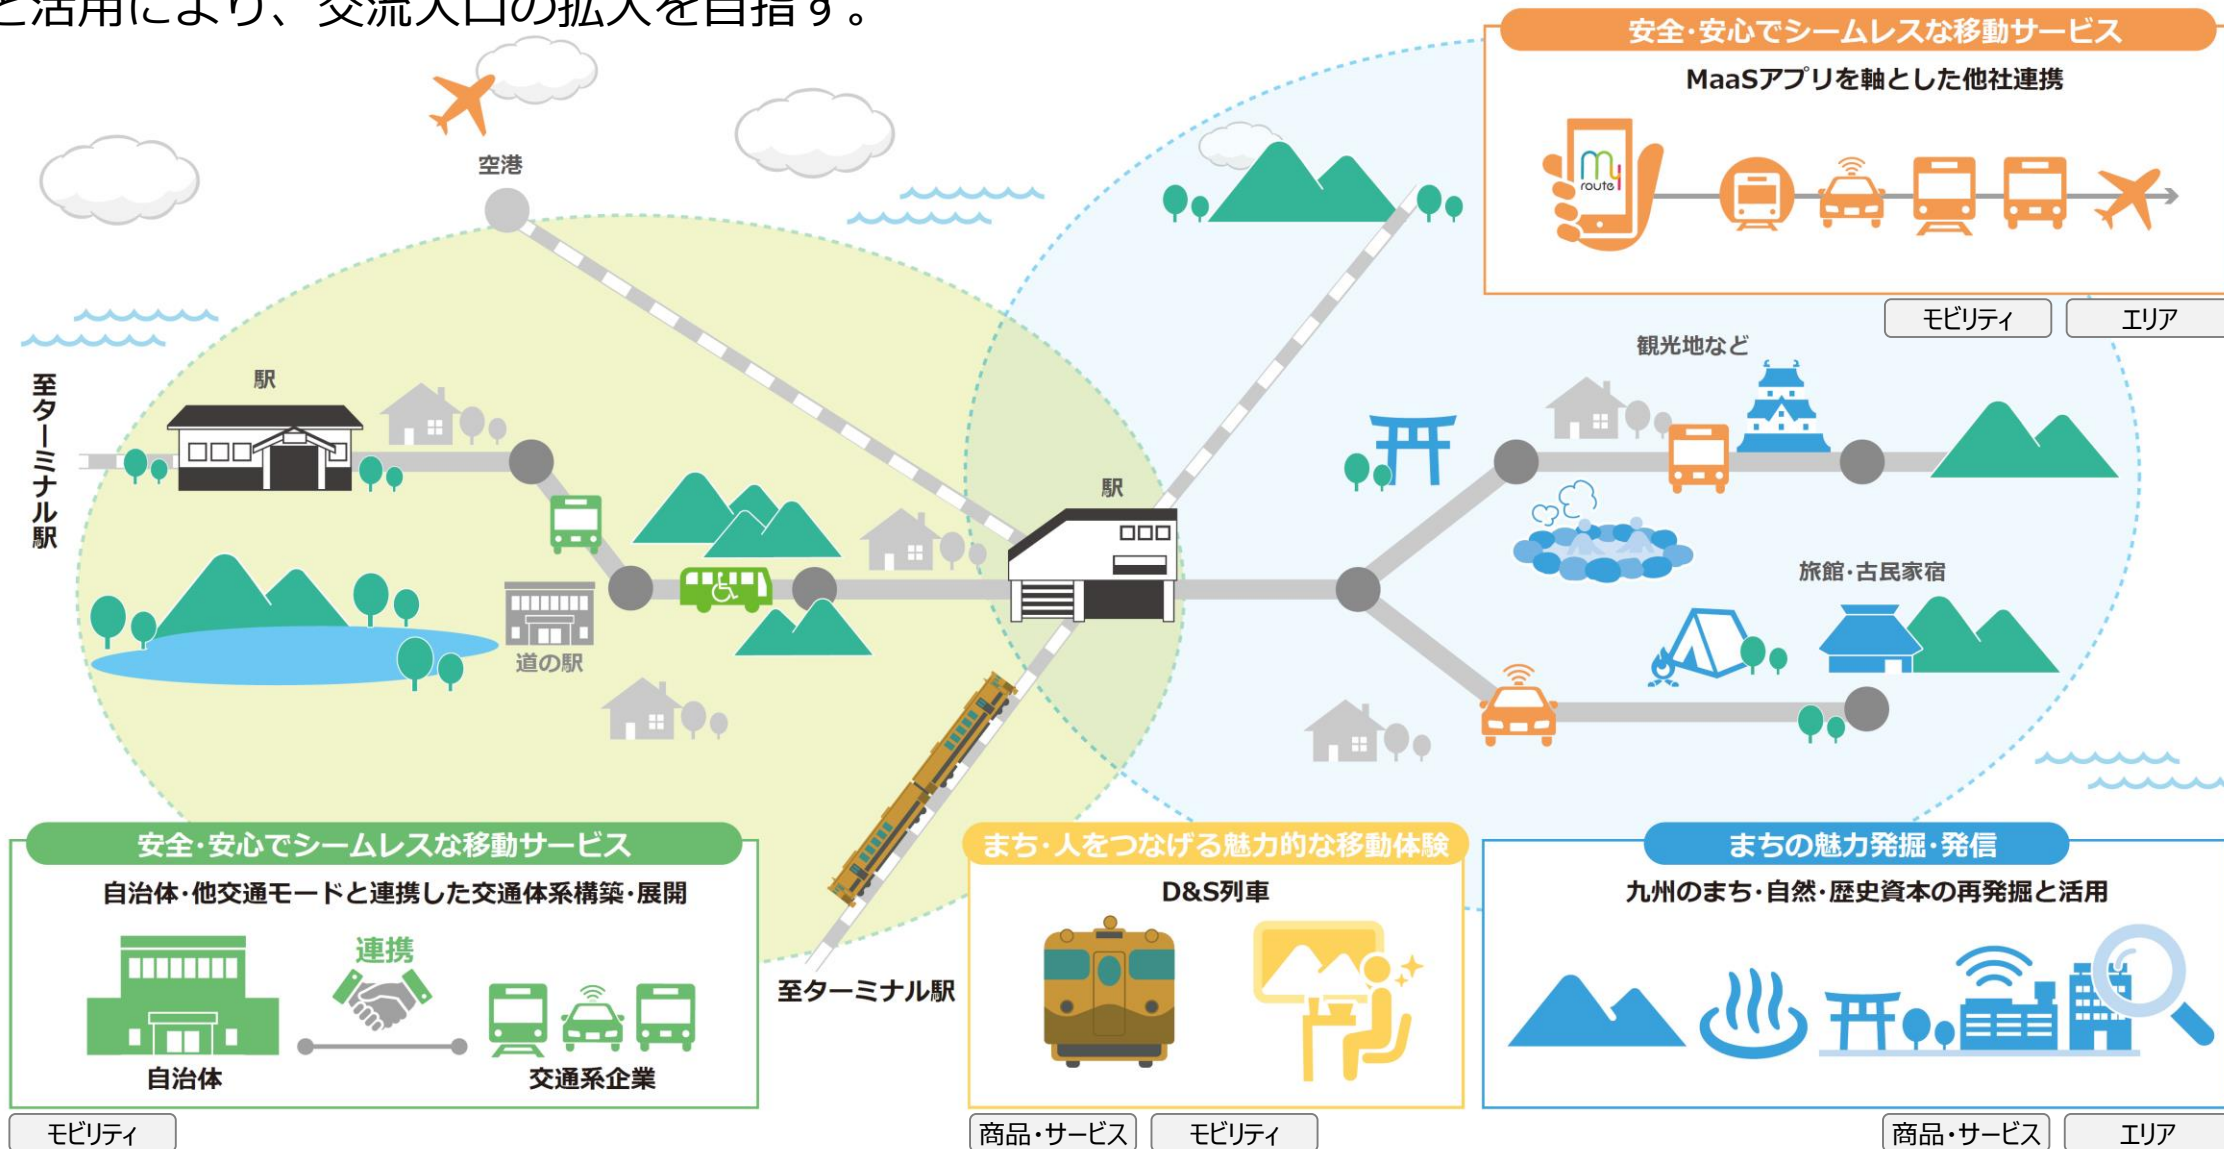 と活用により、交流人口の拡大を目指す。
安全・安心でシームレスな移動サービス
MaaSアプリを軸とした他社連携
my
route
モビリティ
エリア
空港
観光地など
至ターミナル駅
駅
駅
旅館・古民家宿
道の駅
安全・安心でシームレスな移動サービス
自治体・他交通モードと連携した交通体系構築・展開
連携
自治体
交通系企業
モビリティ
至ターミナル駅
まち・人をつなげる魅力的な移動体験
D&S列車
商品・サービス
モビリティ
まちの魅力発掘・発信
九州のまち・自然・歴史資本の再発掘と活用
商品・サービス
エリア